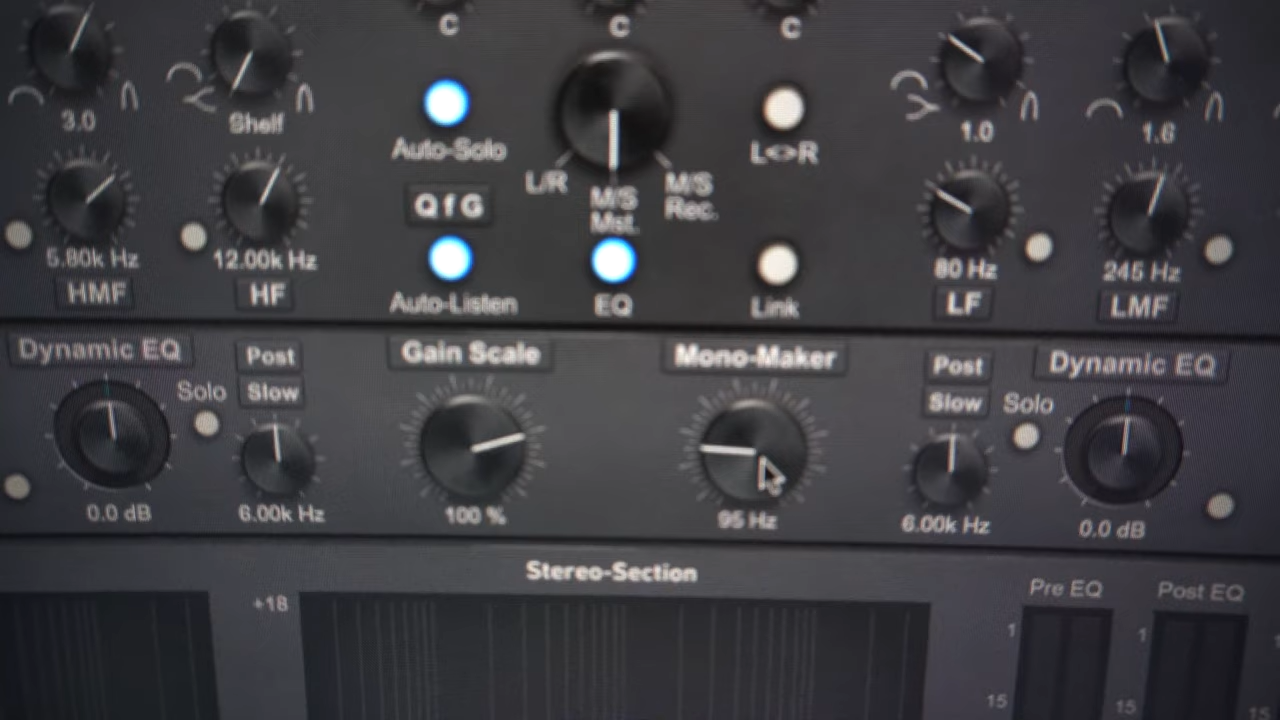 C
C
C
3.0
Shelf
Auto-Solo
L/R
M/S
Mst.
M/S
Rec.
L<=>R
1.0
1.6
Q f G
5.80k Hz
12.00k Hz
Auto-Listen
EQ
Link
80 Hz
245 Hz
HMF
HF
LF
LMF
Dynamic EQ
Post
Solo
Slow
Gain Scale
Mono-Maker
Post
Slow
Solo
Dynamic EQ
0.0 dB
6.00k Hz
100 %
95 Hz
6.00k Hz
0.0 dB
Stereo-Section
+18
Pre EQ
Post EQ
1
1
15
15
15